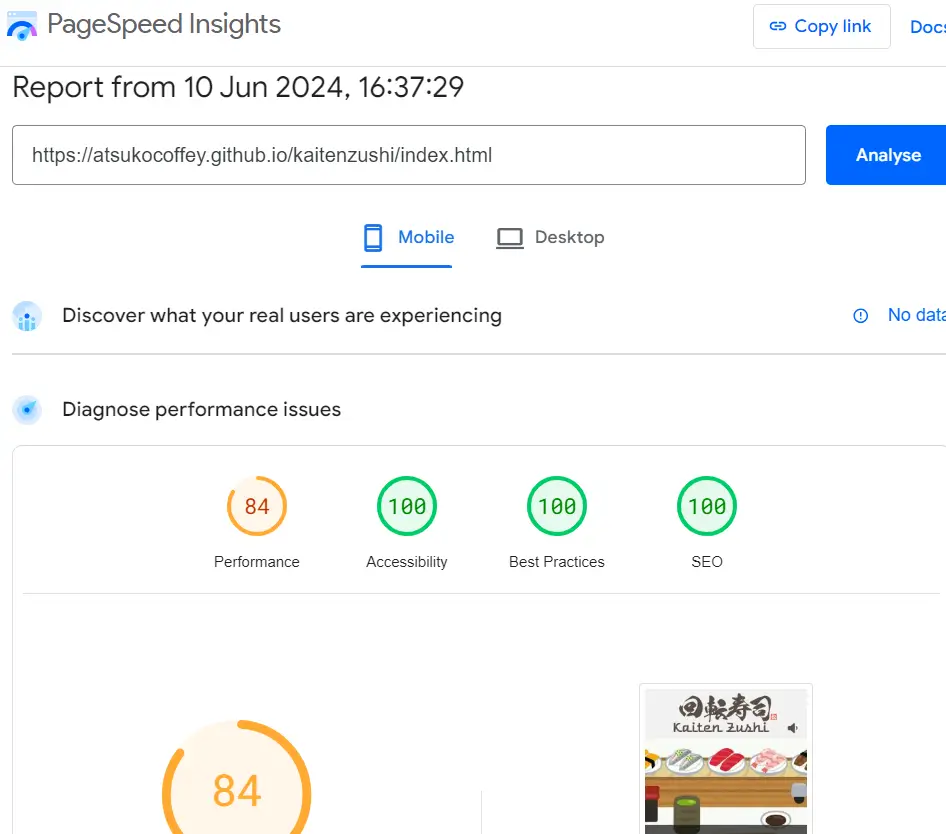 PageSpeed Insights
Copy link
Docs
Report from 10 Jun 2024, 16:37:29
https://atsukocoffey.github.io/kaitenzushi/index.html
Analyse
Mobile
Desktop
Discover what your real users are experiencing
No data
Diagnose performance issues
84
100
100
100
Performance
Accessibility
Best Practices
SEO
84
回転寿司
Kaiten Zushi